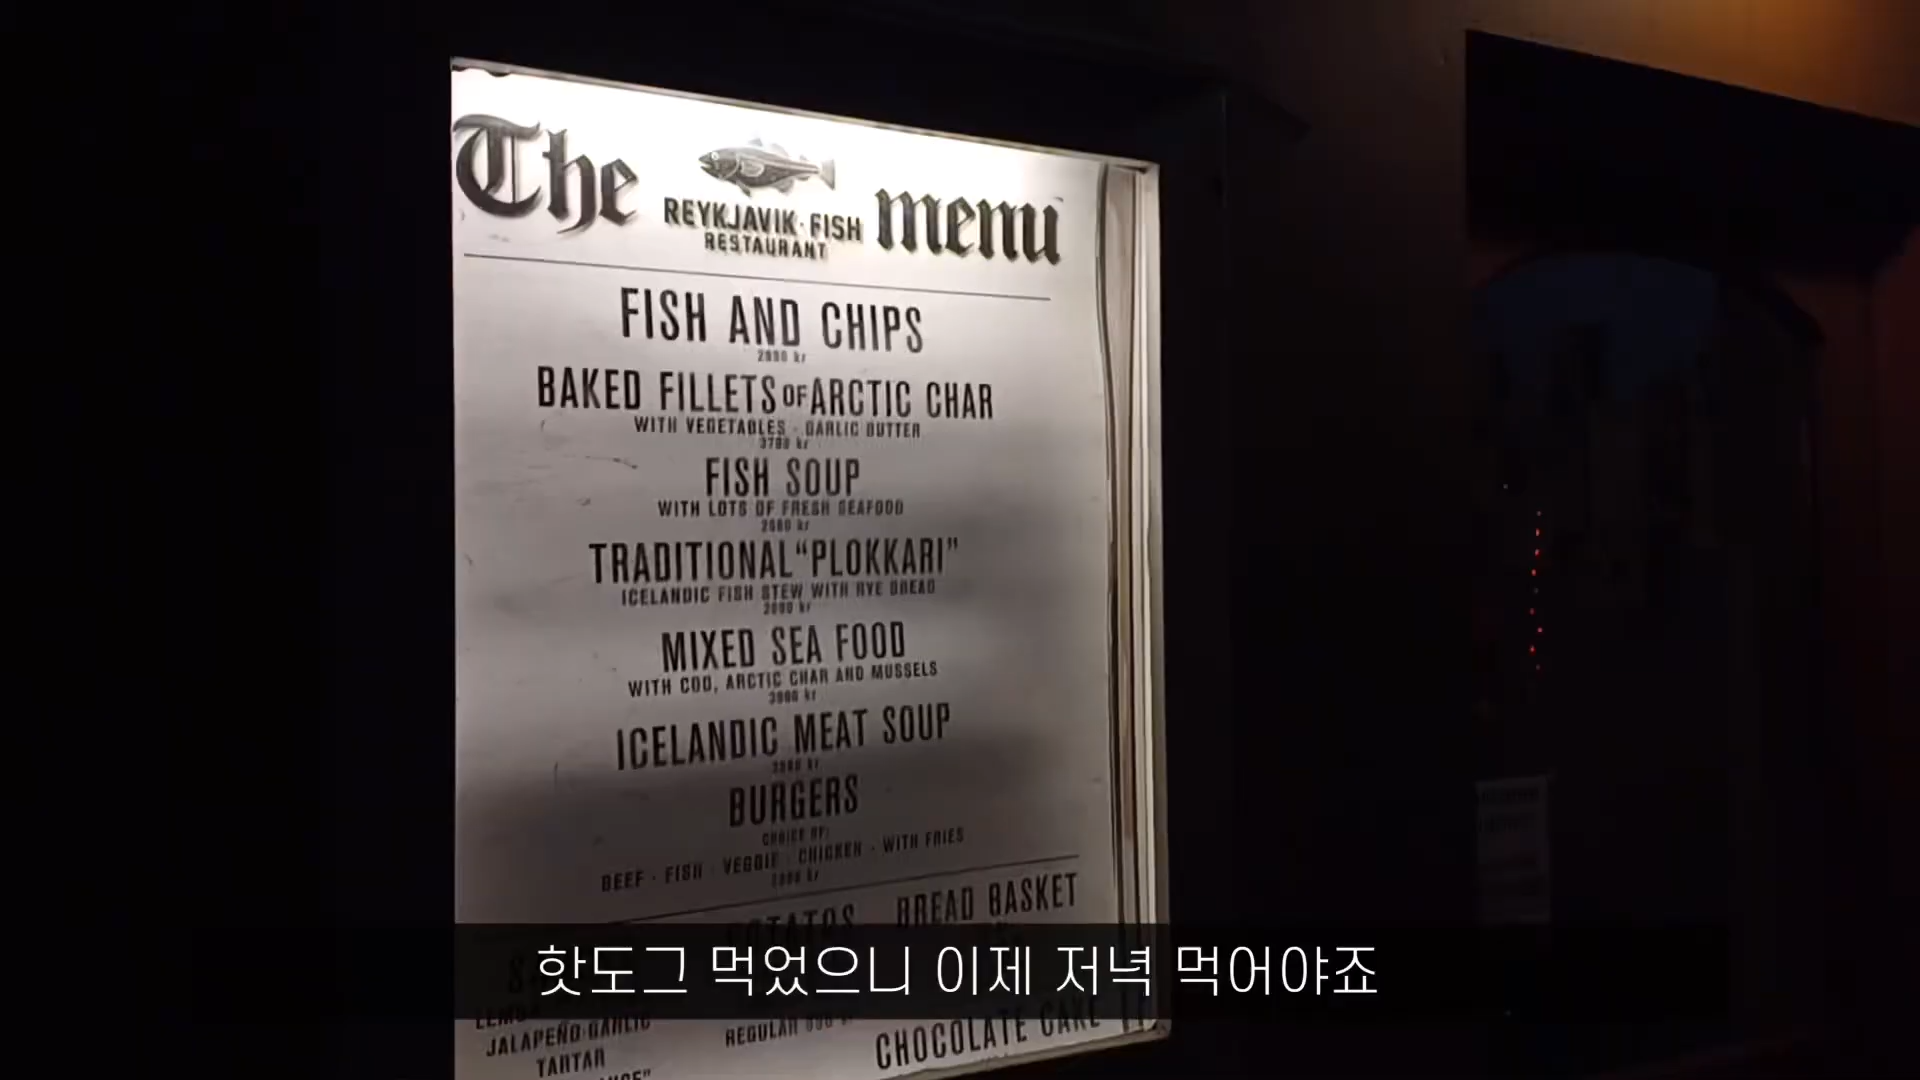 The menu
REYKJAVIK · FISH
RESTAURANT
FISH AND CHIPS
BAKED FILLETS OF ARCTIC CHAR
WITH VEGETABLES · GARLIC BUTTER
FISH SOUP
WITH LOTS OF FRESH SEAFOOD
TRADITIONAL "PLOKKARI"
ICELANDIC FISH STEW WITH RYE BREAD
MIXED SEA FOOD
WITH COD, ARCTIC CHAR AND MUSSELS
ICELANDIC MEAT SOUP
BURGERS
CHOICE OF:
BEEF · FISH · VEGGIE · CHICKEN · WITH FRIES
BREAD BASKET
핫도그 먹었으니 이제 저녁 먹어야죠
JALAPEÑO GARLIC
TARTAR
REGULAR
CHOCOLATE CAKE